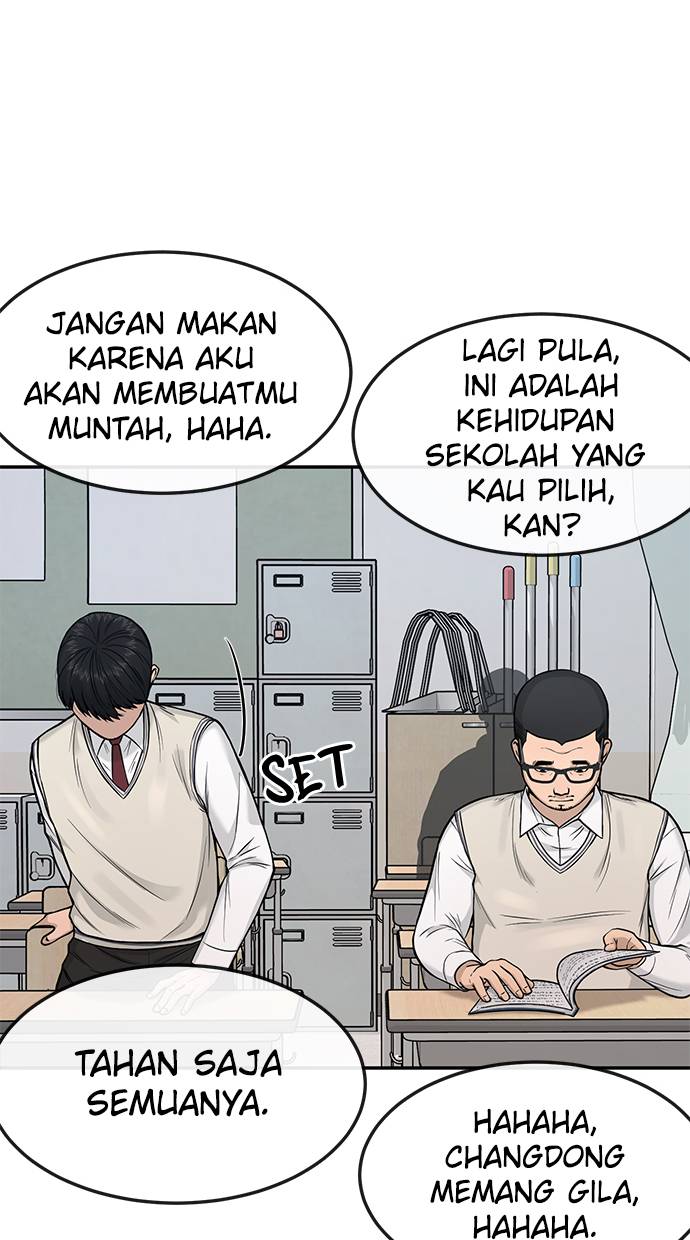 JANGAN MAKAN
KARENA AKU
AKAN MEMBUATMU
MUNTAH, HAHA.
LAGI PULA,
INI ADALAH
KEHIDUPAN
SEKOLAH YANG
KAU PILIH,
KAN?
SET
TAHAN SAJA
SEMUANYA.
HAHAHA,
CHANGDONG
MEMANG GILA,
HAHAHA.